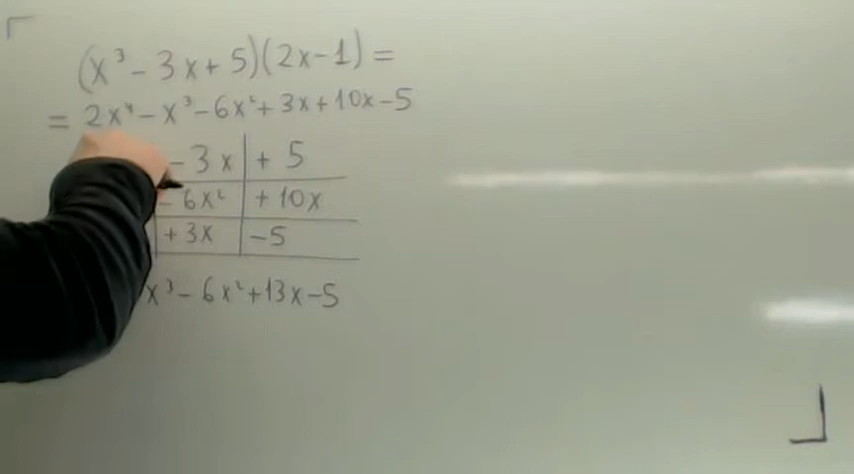 (x³ - 3x + 5)(2x - 1) =
= 2x⁴ - x³ - 6x² + 3x + 10x - 5
- 3x | + 5
- 6x² | + 10x
+ 3x | - 5
x³ - 6x² + 13x - 5